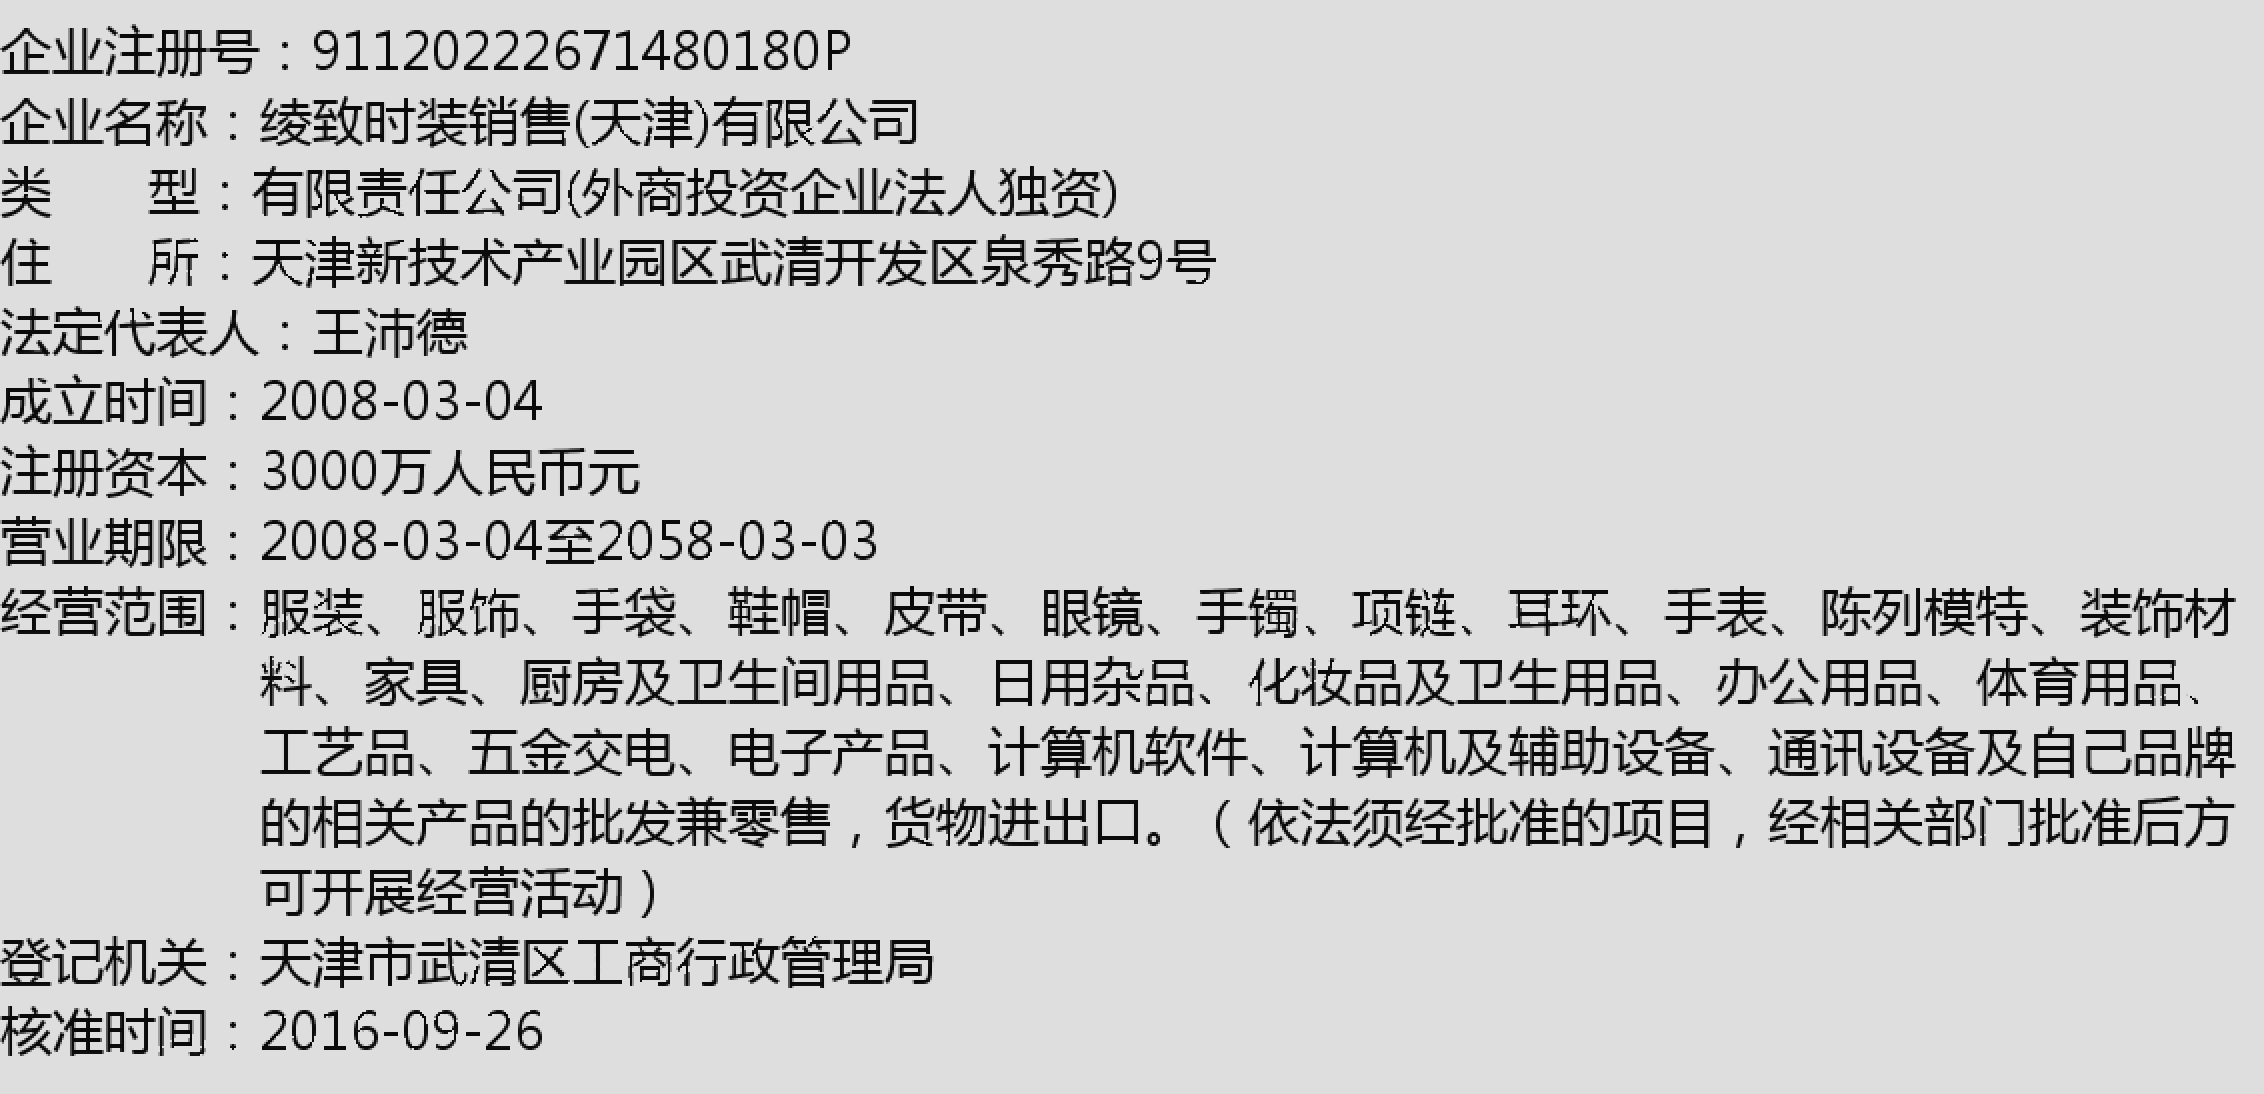 企业注册号：91120222671480180P
企业名称：绫致时装销售(天津)有限公司
类　　型：有限责任公司(外商投资企业法人独资)
住　　所：天津新技术产业园区武清开发区泉秀路9号
法定代表人：王沛德
成立时间：2008-03-04
注册资本：3000万人民币元
营业期限：2008-03-04至2058-03-03
经营范围：服装、服饰、手袋、鞋帽、皮带、眼镜、手镯、项链、耳环、手表、陈列模特、装饰材
料、家具、厨房及卫生间用品、日用杂品、化妆品及卫生用品、办公用品、体育用品、
工艺品、五金交电、电子产品、计算机软件、计算机及辅助设备、通讯设备及自己品牌
的相关产品的批发兼零售，货物进出口。（依法须经批准的项目，经相关部门批准后方
可开展经营活动）
登记机关：天津市武清区工商行政管理局
核准时间：2016-09-26